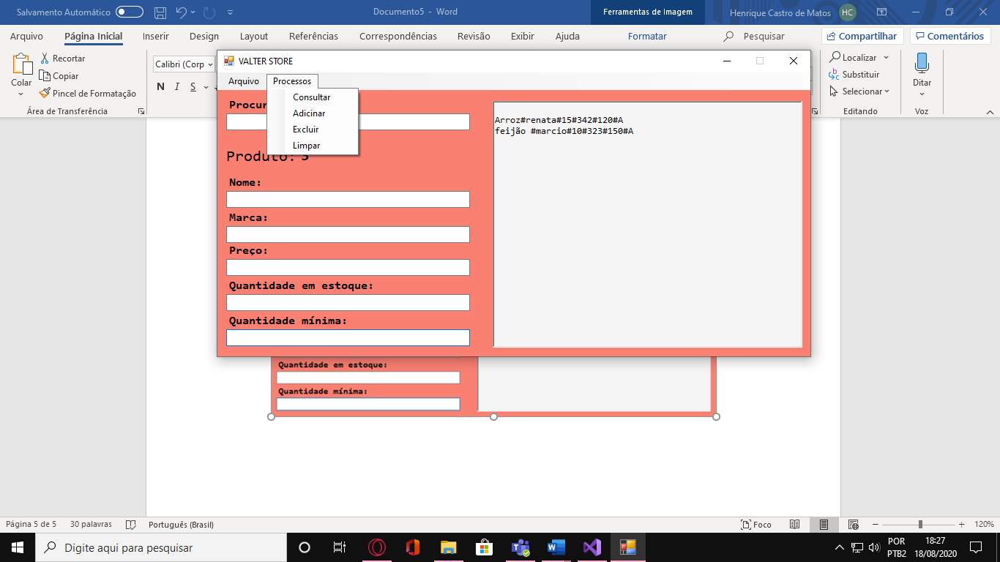 Salvamento Automático
Documento5 - Word
Ferramentas de Imagem
Henrique Castro de Matos
HC
Arquivo
Página Inicial
Inserir
Design
Layout
Referências
Correspondências
Revisão
Exibir
Ajuda
Formatar
Pesquisar
Compartilhar
Comentários
Colar
Recortar
Copiar
Pincel de Formatação
Área de Transferência
Calibri (Corp
N I S
Localizar
Substituir
Selecionar
Editando
Ditar
Voz
VALTER STORE
Arquivo
Processos
Consultar
Adicinar
Excluir
Limpar
Procur
Produto:
Nome:
Marca:
Preço:
Quantidade em estoque:
Quantidade mínima:
Arroz#renata#15#342#120#A
feijão #marcio#10#323#150#A
Quantidade em estoque:
Quantidade mínima:
Página 5 de 5
30 palavras
Português (Brasil)
Foco
120%
Digite aqui para pesquisar
POR
PTB2
18:27
18/08/2020